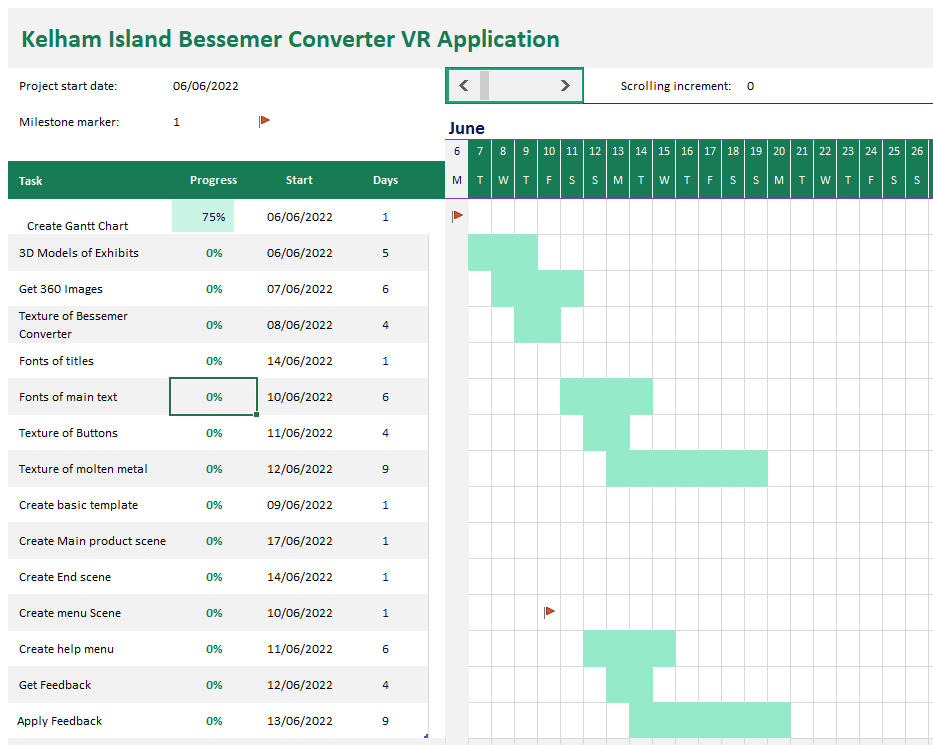 Kelham Island Bessemer Converter VR Application
Project start date: 06/06/2022 Scrolling increment: 0
Milestone marker: 1
June
6 7 8 9 10 11 12 13 14 15 16 17 18 19 20 21 22 23 24 25 26
Task Progress Start Days M T W T F S S M T W T F S S M T W T F S S
Create Gantt Chart 75% 06/06/2022 1
3D Models of Exhibits 0% 06/06/2022 5
Get 360 Images 0% 07/06/2022 6
Texture of Bessemer
Converter 0% 08/06/2022 4
Fonts of titles 0% 14/06/2022 1
Fonts of main text 0% 10/06/2022 6
Texture of Buttons 0% 11/06/2022 4
Texture of molten metal 0% 12/06/2022 9
Create basic template 0% 09/06/2022 1
Create Main product scene 0% 17/06/2022 1
Create End scene 0% 14/06/2022 1
Create menu Scene 0% 10/06/2022 1
Create help menu 0% 11/06/2022 6
Get Feedback 0% 12/06/2022 4
Apply Feedback 0% 13/06/2022 9